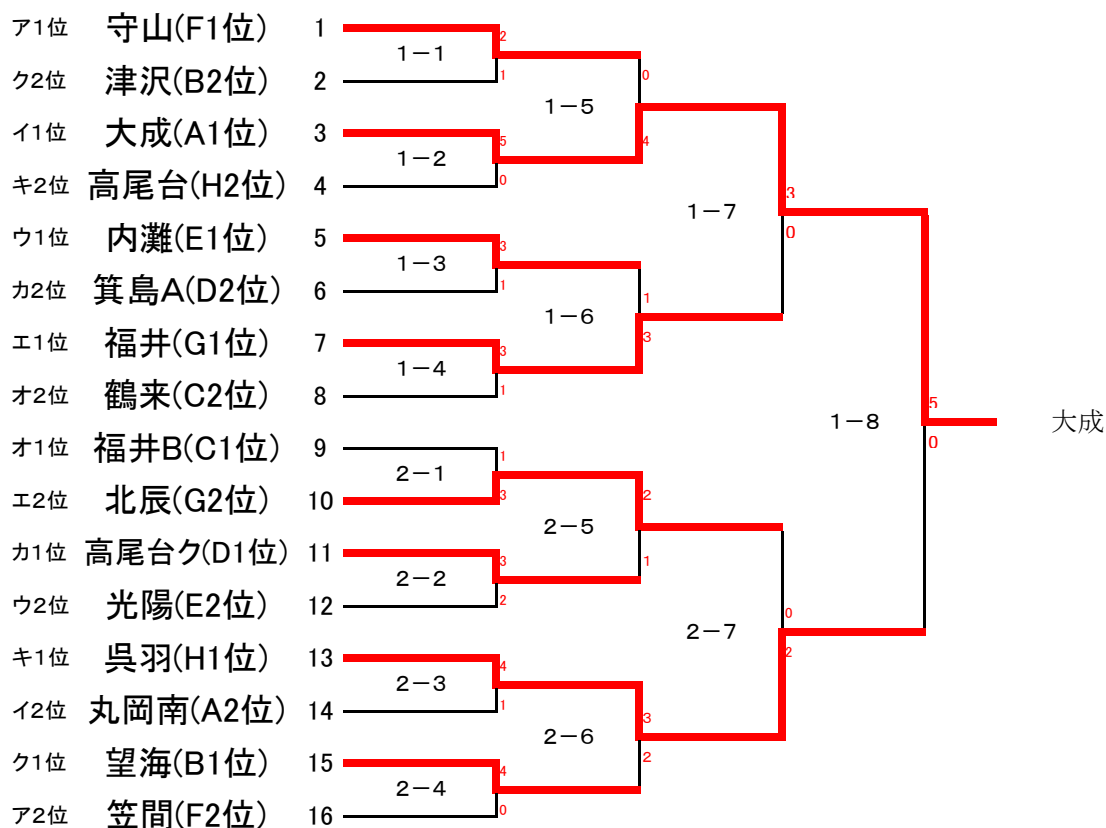 ア1位 守山(F1位) 1
2
1－1
ク2位 津沢(B2位) 2
1
0
1－5
イ1位 大成(A1位) 3
5
4
1－2
キ2位 高尾台(H2位) 4
0
3
1－7
0
ウ1位 内灘(E1位) 5
3
1－3
カ2位 箕島A(D2位) 6
1
1
1－6
エ1位 福井(G1位) 7
3
3
1－4
オ2位 鶴来(C2位) 8
1
5
1－8
大成
0
オ1位 福井B(C1位) 9
1
2－1
エ2位 北辰(G2位) 10
3
2
2－5
カ1位 高尾台ク(D1位) 11
3
1
2－2
ウ2位 光陽(E2位) 12
2
0
2－7
2
キ1位 呉羽(H1位) 13
4
2－3
イ2位 丸岡南(A2位) 14
1
3
2－6
ク1位 望海(B1位) 15
4
2
2－4
ア2位 笠間(F2位) 16
0